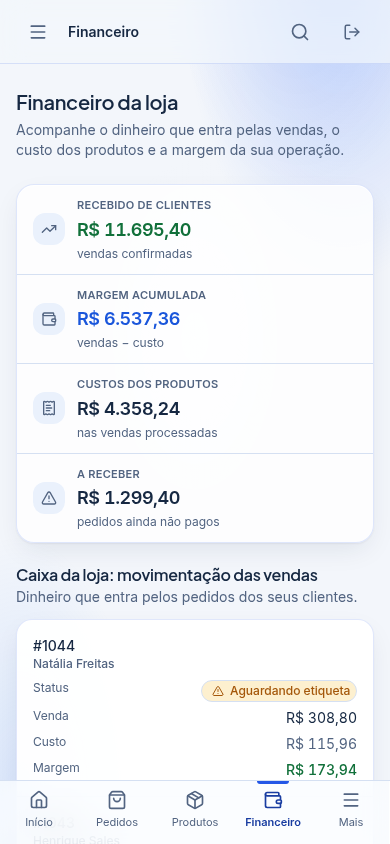 Financeiro
Financeiro da loja
Acompanhe o dinheiro que entra pelas vendas, o
custo dos produtos e a margem da sua operação.
RECEBIDO DE CLIENTES
R$ 11.695,40
vendas confirmadas
MARGEM ACUMULADA
R$ 6.537,36
vendas − custo
CUSTOS DOS PRODUTOS
R$ 4.358,24
nas vendas processadas
A RECEBER
R$ 1.299,40
pedidos ainda não pagos
Caixa da loja: movimentação das vendas
Dinheiro que entra pelos pedidos dos seus clientes.
#1044
Natália Freitas
Status
Aguardando etiqueta
Venda
R$ 308,80
Custo
R$ 115,96
Margem
R$ 173,94
Início
Pedidos
Produtos
Financeiro
Mais
Henrique Sales